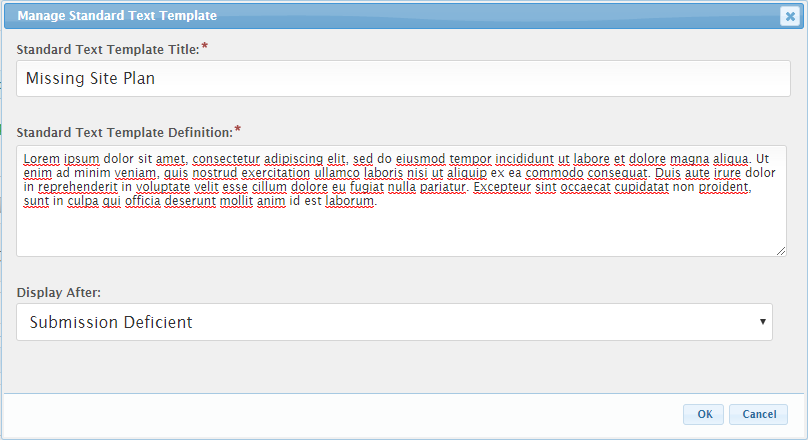 Manage Standard Text Template
Standard Text Template Title:*
Missing Site Plan
Standard Text Template Definition:*
Lorem ipsum dolor sit amet, consectetur adipiscing elit, sed do eiusmod tempor incididunt ut labore et dolore magna aliqua. Ut
enim ad minim veniam, quis nostrud exercitation ullamco laboris nisi ut aliquip ex ea commodo consequat. Duis aute irure dolor
in reprehenderit in voluptate velit esse cillum dolore eu fugiat nulla pariatur. Excepteur sint occaecat cupidatat non proident,
sunt in culpa qui officia deserunt mollit anim id est laborum.
Display After:
Submission Deficient
OK Cancel